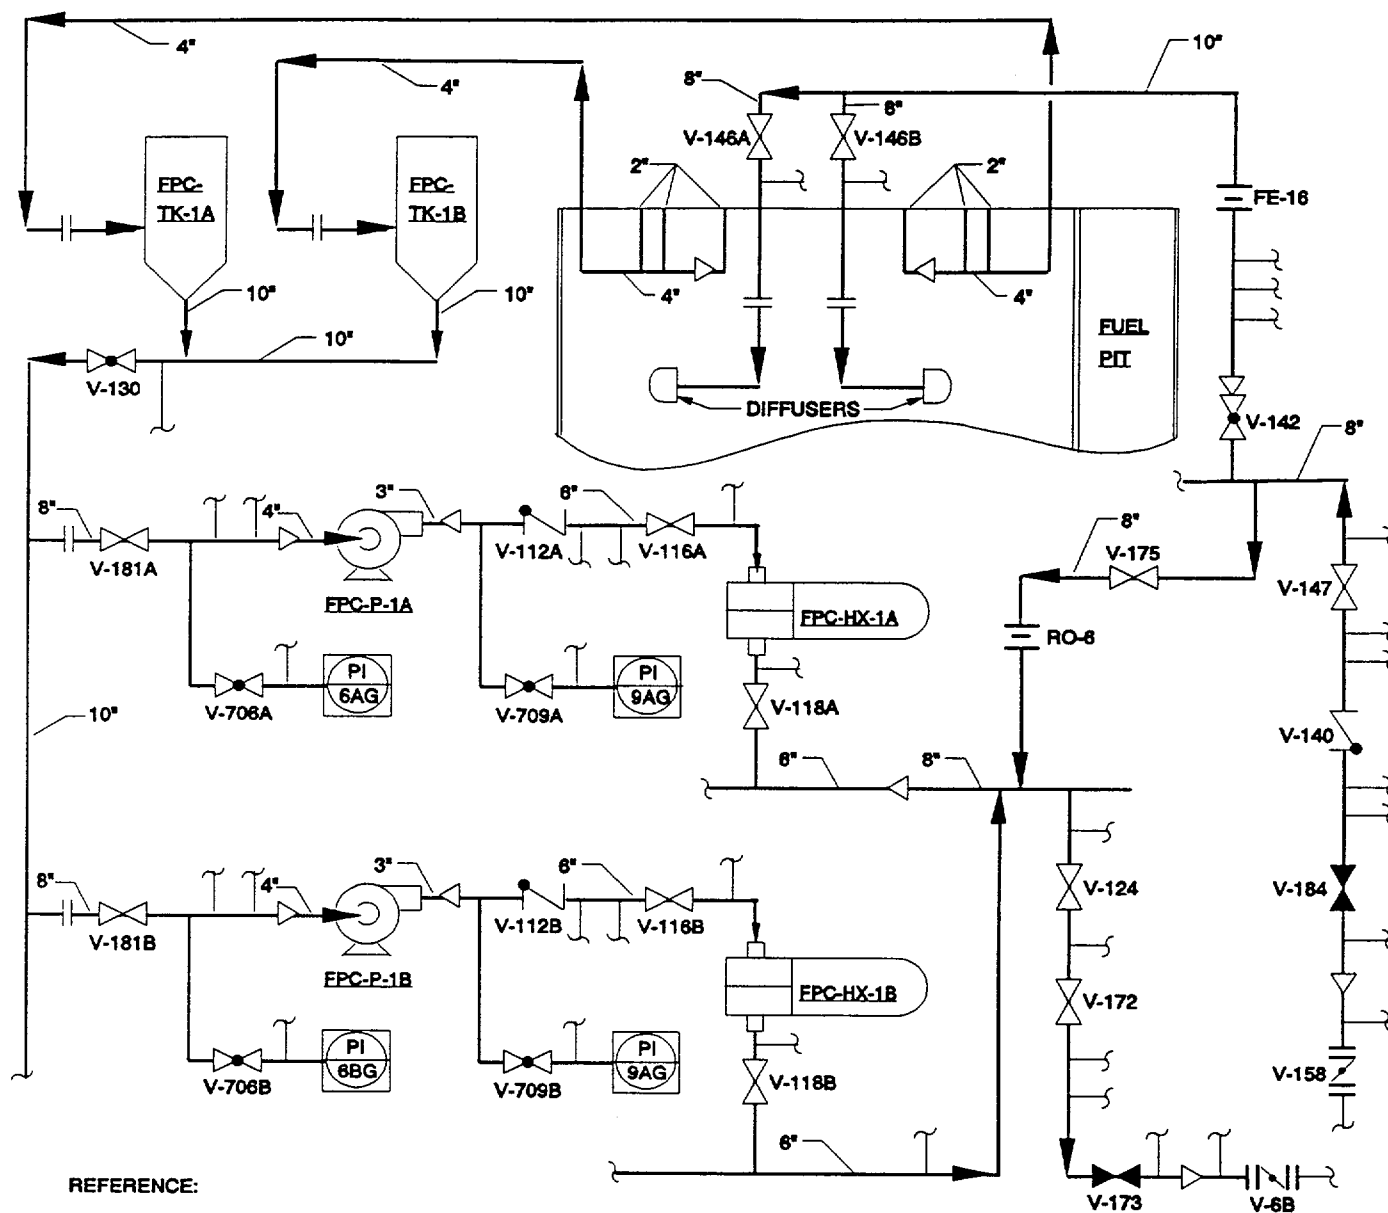 4"
10"
4"
8"
8"
V-146A
V-146B
2"
2"
FPC-
TK-1A
FPC-
TK-1B
FE-16
4"
4"
10"
10"
10"
FUEL
PIT
V-130
DIFFUSERS
V-142
8"
8"
4"
3"
6"
V-112A
V-116A
8"
V-175
V-181A
V-147
FPC-P-1A
FPC-HX-1A
RO-6
PI
6AG
PI
9AG
V-706A
V-709A
V-118A
10"
V-140
6"
8"
8"
4"
3"
6"
V-124
V-184
V-112B
V-116B
V-181B
FPC-P-1B
FPC-HX-1B
V-172
PI
6BG
PI
9AG
V-706B
V-709B
V-118B
V-158
6"
REFERENCE:
V-173
V-6B